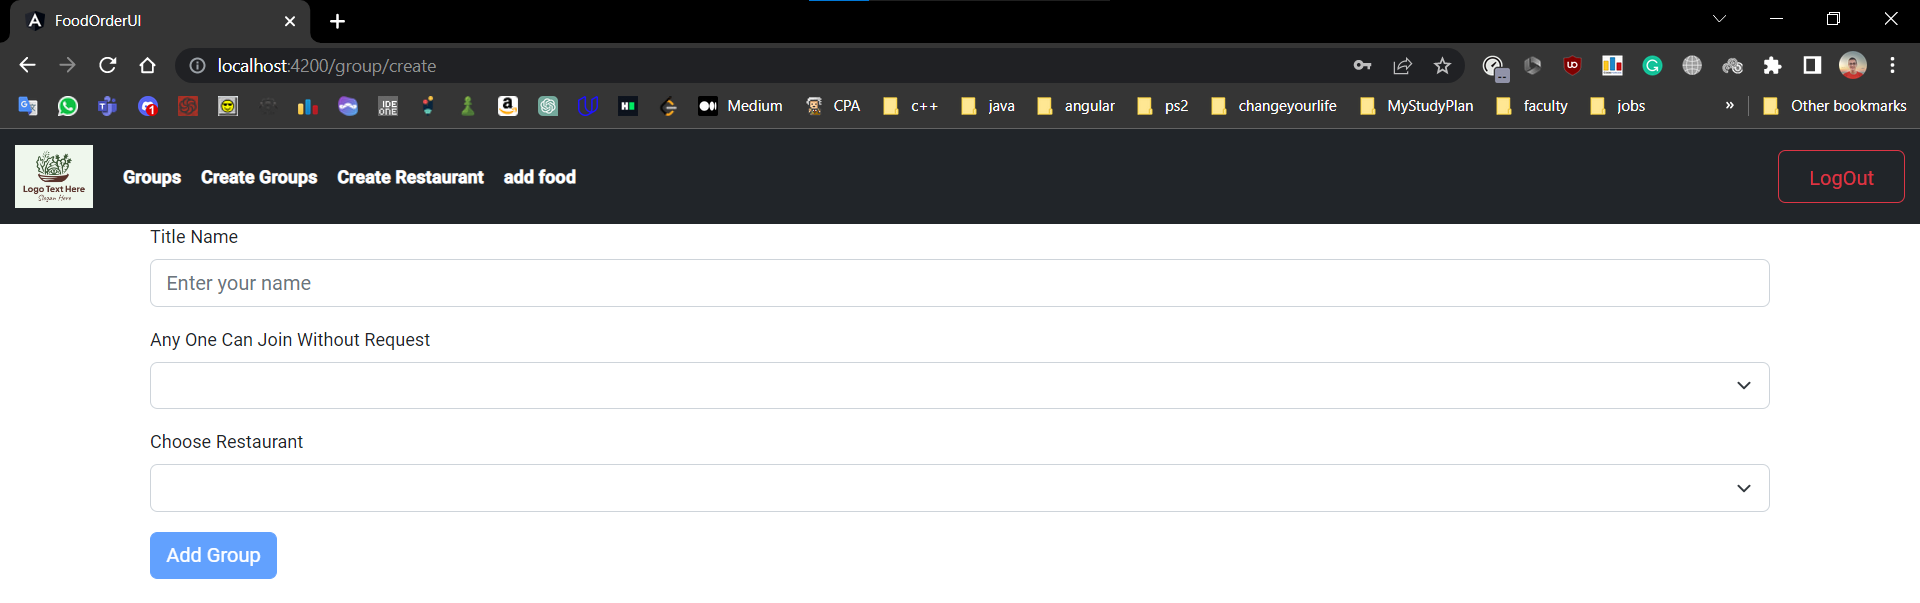 FoodOrderUI
localhost:4200/group/create
Medium CPA c++ java angular ps2 changeyourlife MyStudyPlan faculty jobs » Other bookmarks
Logo Text Here
Slogan Here
Groups Create Groups Create Restaurant add food LogOut
Title Name
Enter your name
Any One Can Join Without Request
Choose Restaurant
Add Group